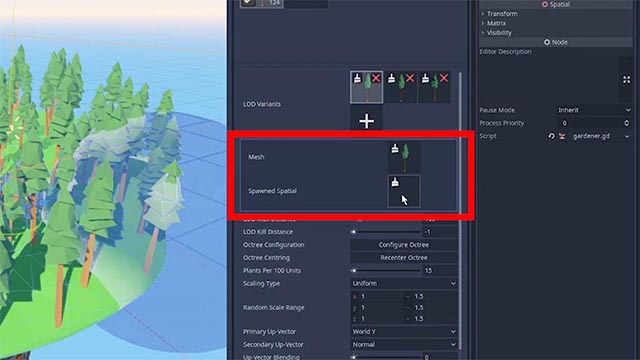 124
LOD Variants
Mesh
Spawned Spatial
LOD Kill Distance -1
Octree Configuration Configure Octree
Octree Centring Recenter Octree
Plants Per 100 Units 15
Scaling Type Uniform
Random Scale Range
x 1 - 1.5
y 1 - 1.5
z 1 - 1.5
Primary Up-Vector World Y
Secondary Up-Vector Normal
Up-Vector Blending 0
Spatial
Transform
Matrix
Visibility
Node
Editor Description
Pause Mode Inherit
Process Priority 0
Script gardener.gd